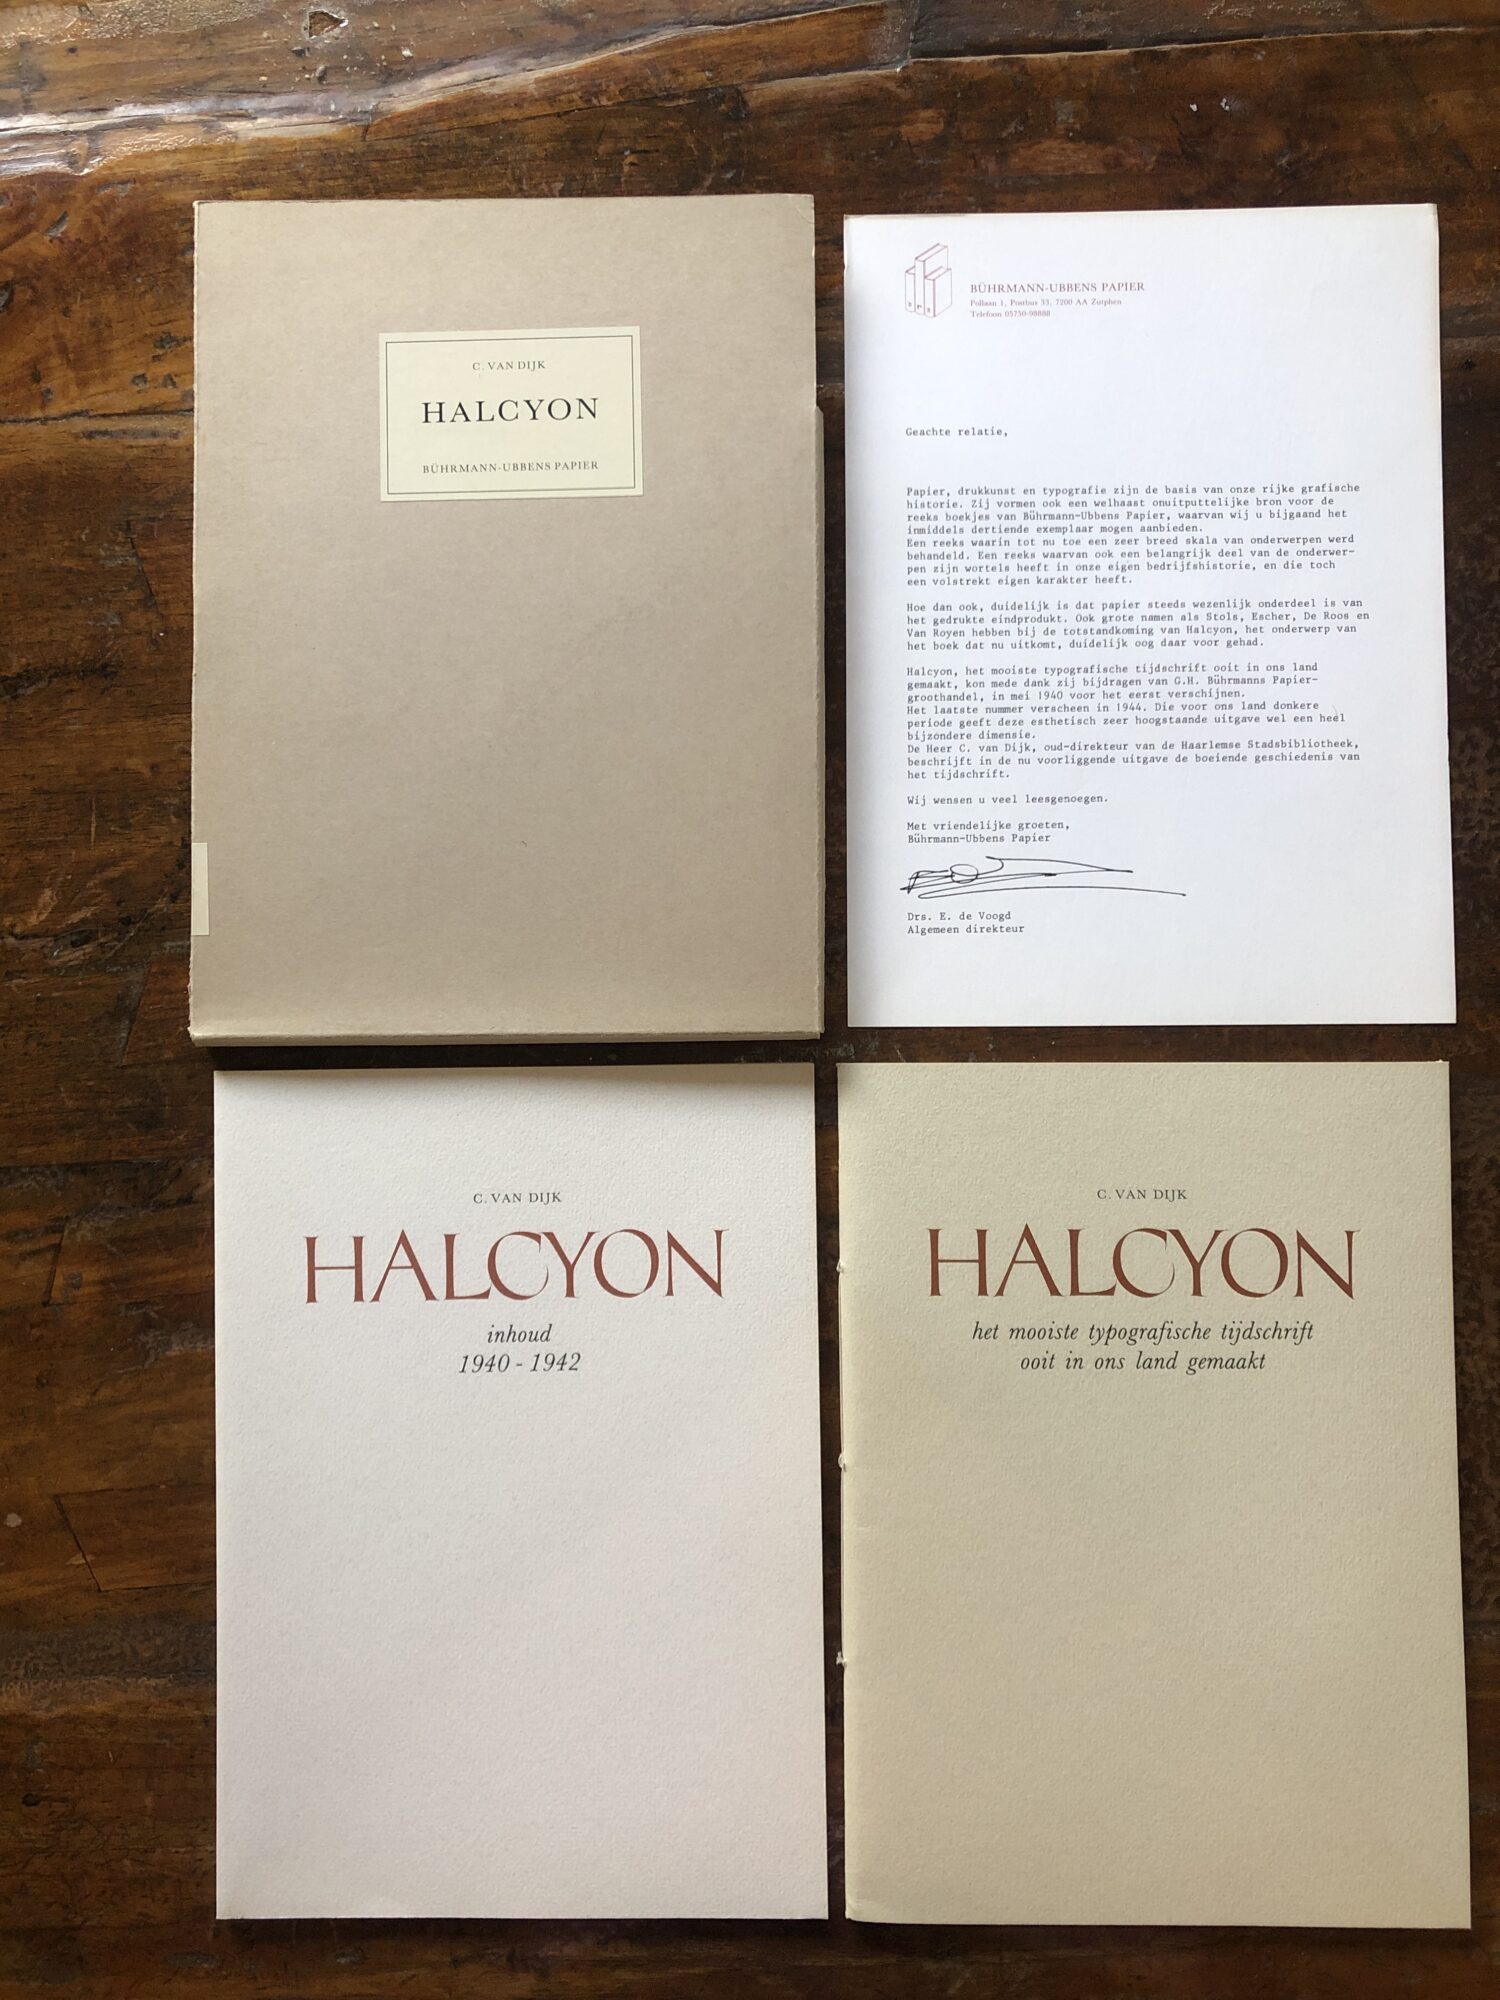 C. VAN DIJK
HALCYON
BÜHRMANN-UBBENS PAPIER
BÜHRMANN-UBBENS PAPIER
Pollaan 1, Postbus 33, 7200 AA Zutphen
Telefoon 05750-98888
Geachte relatie,
Papier, drukkunst en typografie zijn de basis van onze rijke grafische
historie. Zij vormen ook een welhaast onuitputtelijke bron voor de
reeks boekjes van Bührmann-Ubbens Papier, waarvan wij u bijgaand het
inmiddels dertiende exemplaar mogen aanbieden.
Een reeks waarin tot nu toe een zeer breed skala van onderwerpen werd
behandeld. Een reeks waarvan ook een belangrijk deel van de onderwer-
pen zijn wortels heeft in onze eigen bedrijfshistorie, en die toch
een volstrekt eigen karakter heeft.
Hoe dan ook, duidelijk is dat papier steeds wezenlijk onderdeel is van
het gedrukte eindprodukt. Ook grote namen als Stols, Escher, De Roos en
Van Royen hebben bij de totstandkoming van Halcyon, het onderwerp van
het boek dat nu uitkomt, duidelijk oog daar voor gehad.
Halcyon, het mooiste typografische tijdschrift ooit in ons land
gemaakt, kon mede dank zij bijdragen van G.H. Bührmanns Papier-
groothandel, in mei 1940 voor het eerst verschijnen.
Het laatste nummer verscheen in 1944. Die voor ons land donkere
periode geeft deze esthetisch zeer hoogstaande uitgave wel een heel
bijzondere dimensie.
De Heer C. van Dijk, oud-direkteur van de Haarlemse Stadsbibliotheek,
beschrijft in de nu voorliggende uitgave de boeiende geschiedenis van
het tijdschrift.
Wij wensen u veel leesgenoegen.
Met vriendelijke groeten,
Bührmann-Ubbens Papier
Drs. E. de Voogd
Algemeen direkteur
C. VAN DIJK
HALCYON
inhoud
1940 - 1942
C. VAN DIJK
HALCYON
het mooiste typografische tijdschrift
ooit in ons land gemaakt